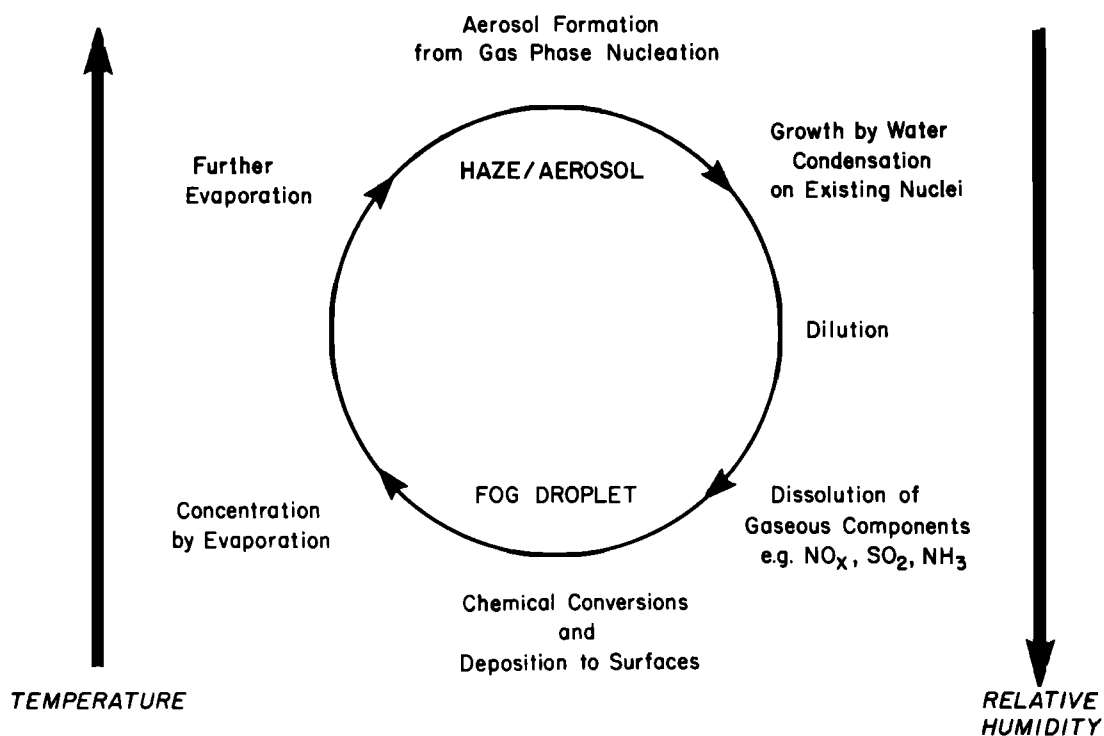 Aerosol Formation
from Gas Phase Nucleation
Growth by Water
Condensation
on Existing Nuclei
Further
Evaporation
HAZE/AEROSOL
Dilution
Concentration
by Evaporation
FOG DROPLET
Dissolution of
Gaseous Components
e.g. NOₓ, SO₂, NH₃
Chemical Conversions
and
Deposition to Surfaces
TEMPERATURE
RELATIVE
HUMIDITY